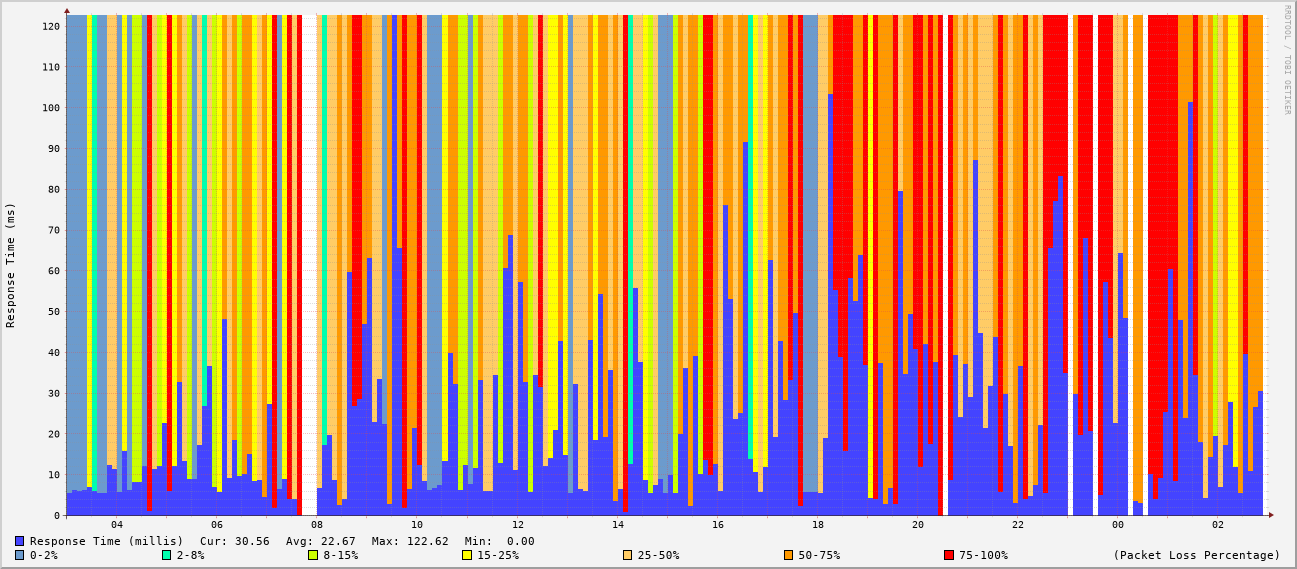 RRDTOOL / TOBI OETIKER
Response Time (ms)
120
110
100
90
80
70
60
50
40
30
20
10
0
04 06 08 10 12 14 16 18 20 22 00 02
Response Time (millis) Cur: 30.56 Avg: 22.67 Max: 122.62 Min: 0.00
0-2% 2-8% 8-15% 15-25% 25-50% 50-75% 75-100% (Packet Loss Percentage)